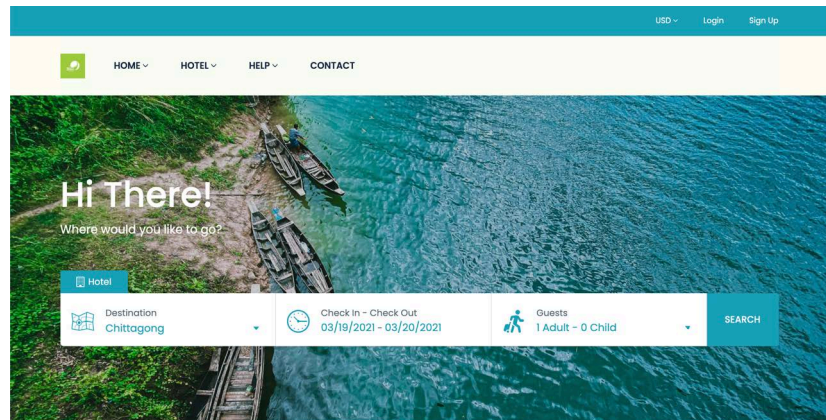 USD Login Sign Up
HOME HOTEL HELP CONTACT
Hi There!
Where would you like to go?
Hotel
Destination
Chittagong
Check In - Check Out
03/19/2021 - 03/20/2021
Guests
1 Adult - 0 Child
SEARCH